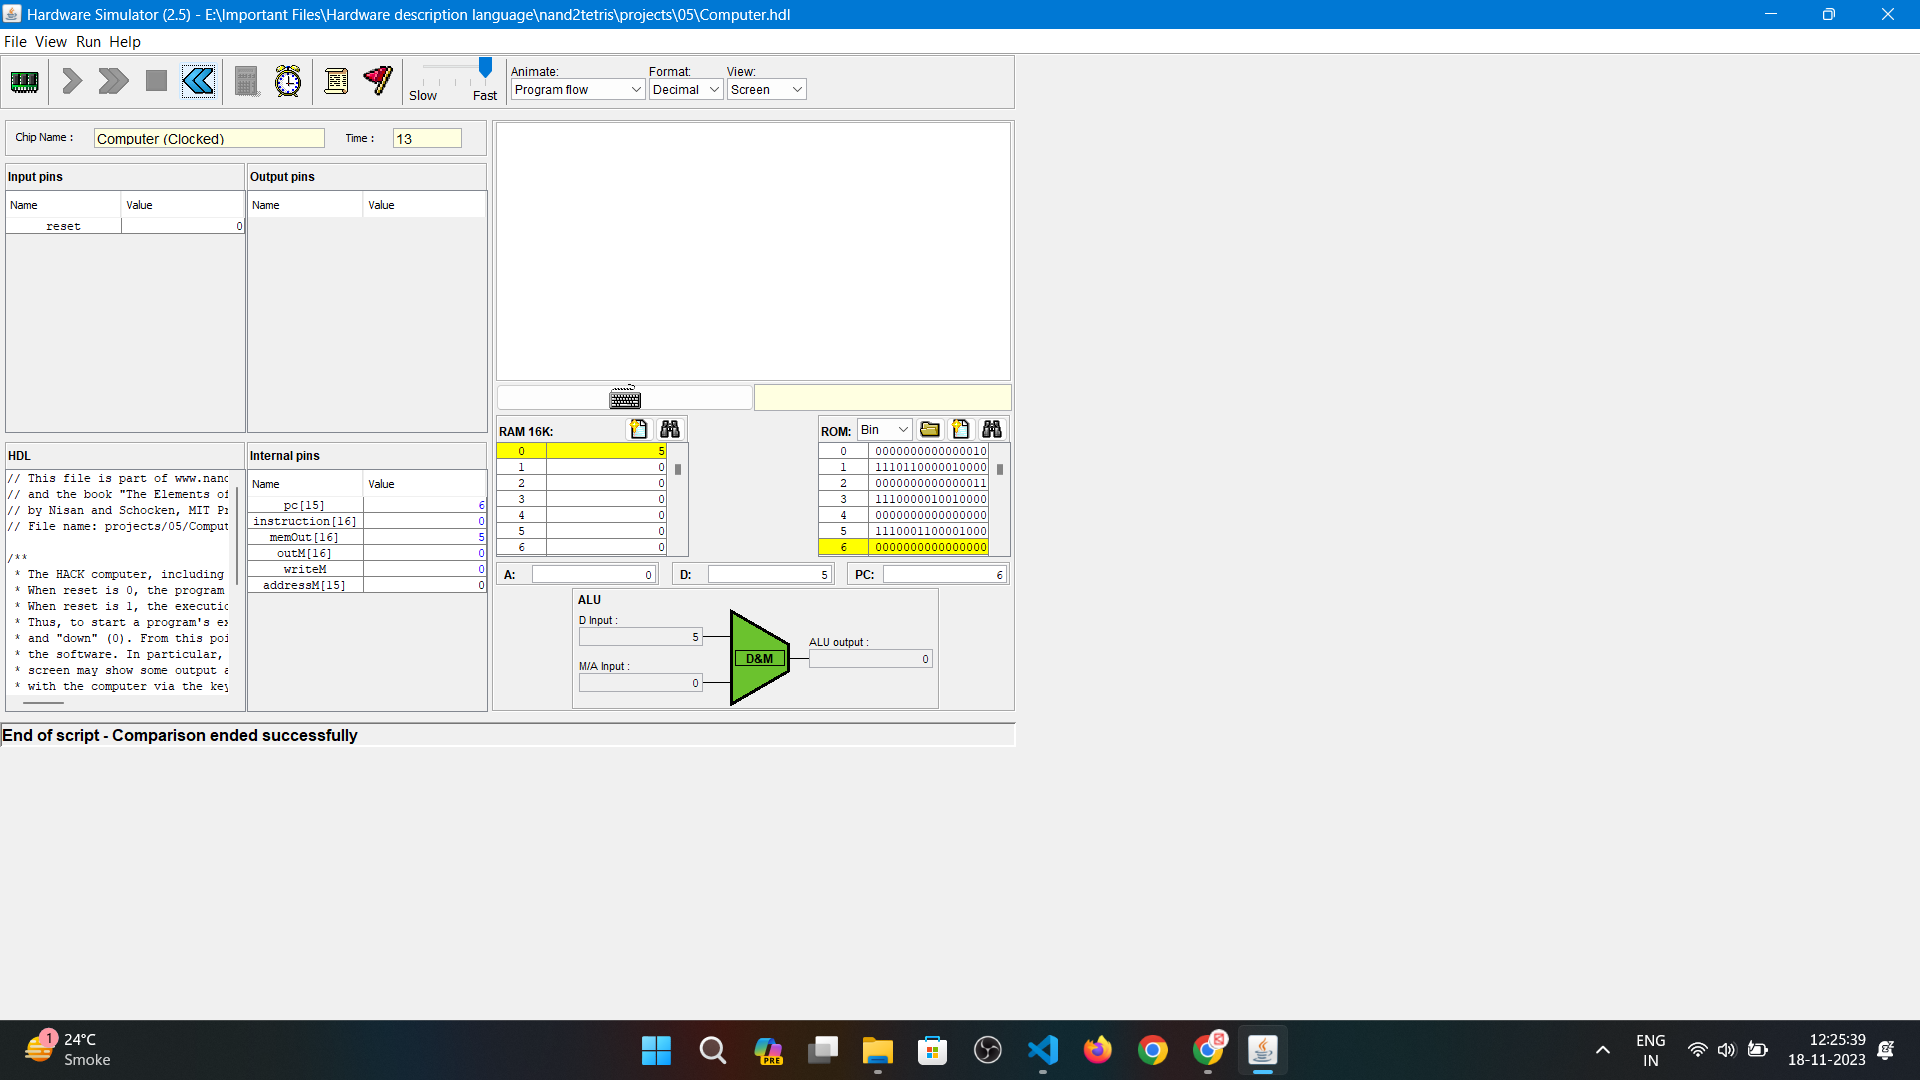 Hardware Simulator (2.5) - E:\Important Files\Hardware description language\nand2tetris\projects\05\Computer.hdl
File View Run Help
Slow Fast
Animate: Format: View:
Program flow Decimal Screen
Chip Name : Computer (Clocked) Time : 13
Input pins
Name Value
reset 0
Output pins
Name Value
HDL
// This file is part of www.nand
// and the book "The Elements of
// by Nisan and Schocken, MIT Pr
// File name: projects/05/Comput
/**
* The HACK computer, including
* When reset is 0, the program
* When reset is 1, the executio
* Thus, to start a program's ex
* and "down" (0). From this poi
* the software. In particular,
* screen may show some output a
* with the computer via the key
Internal pins
Name Value
pc[15] 6
instruction[16] 0
memOut[16] 5
outM[16] 0
writeM 0
addressM[15] 0
RAM 16K:
0 5
1 0
2 0
3 0
4 0
5 0
6 0
ROM: Bin
0 0000000000000010
1 1110110000010000
2 0000000000000011
3 1110000010010000
4 0000000000000000
5 1110001100001000
6 0000000000000000
A: 0 D: 5 PC: 6
ALU
D Input :
5
M/A Input :
0
D&M
ALU output :
0
End of script - Comparison ended successfully
1
24°C
Smoke
PRE
ENG
IN
12:25:39
18-11-2023